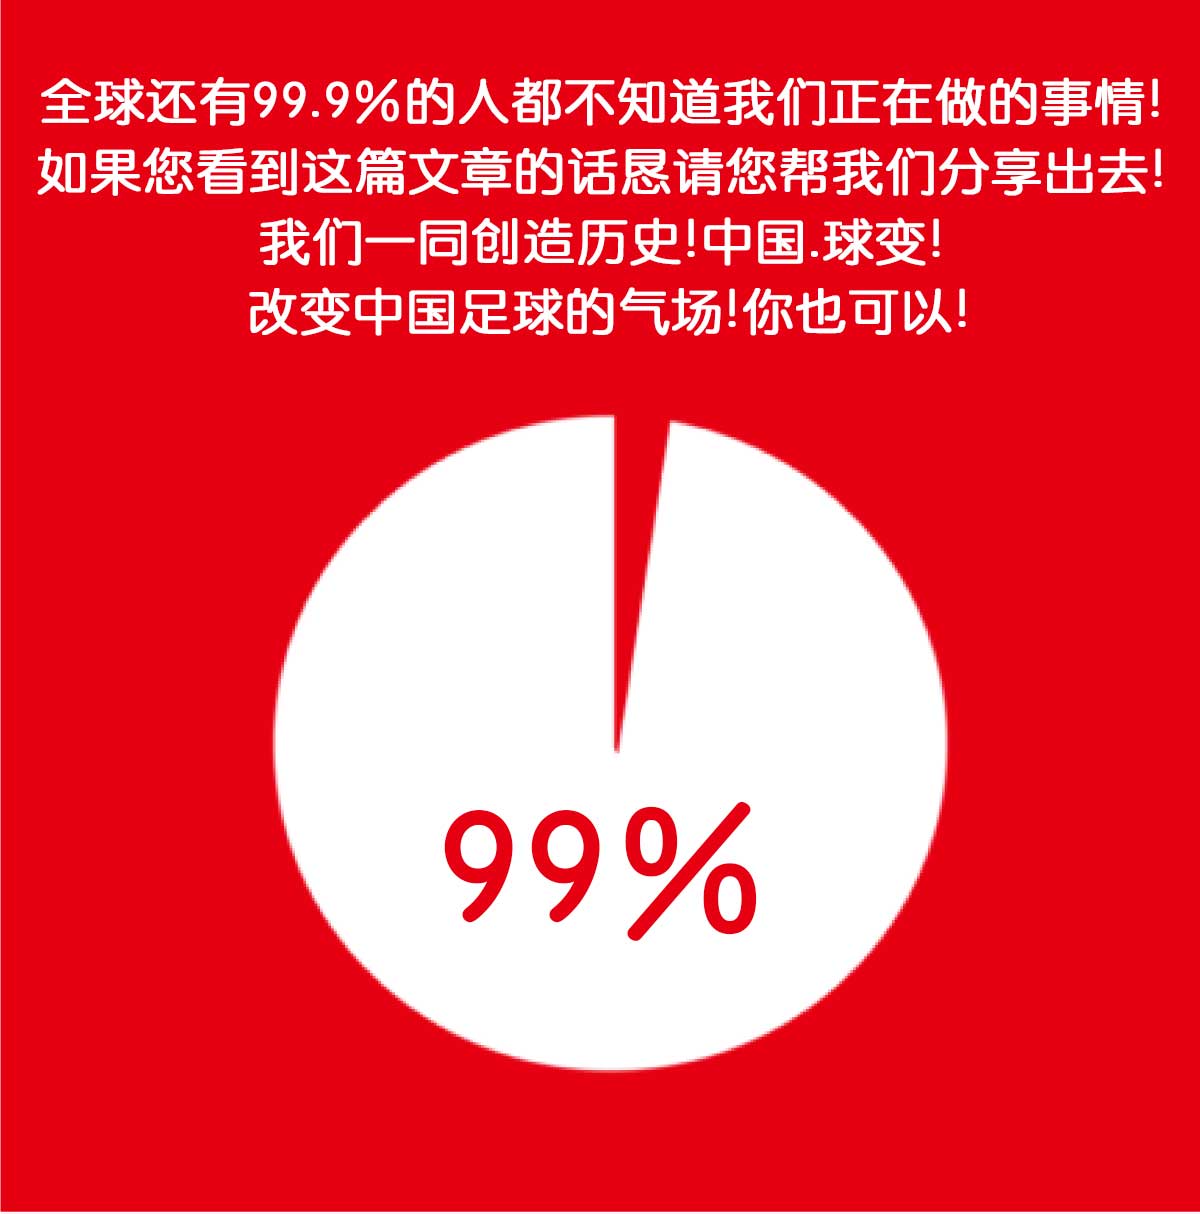 全球还有99.9%的人都不知道我们正在做的事情!
如果您看到这篇文章的话恳请您帮我们分享出去!
我们一同创造历史!中国.球变!
改变中国足球的气场!你也可以!
99%